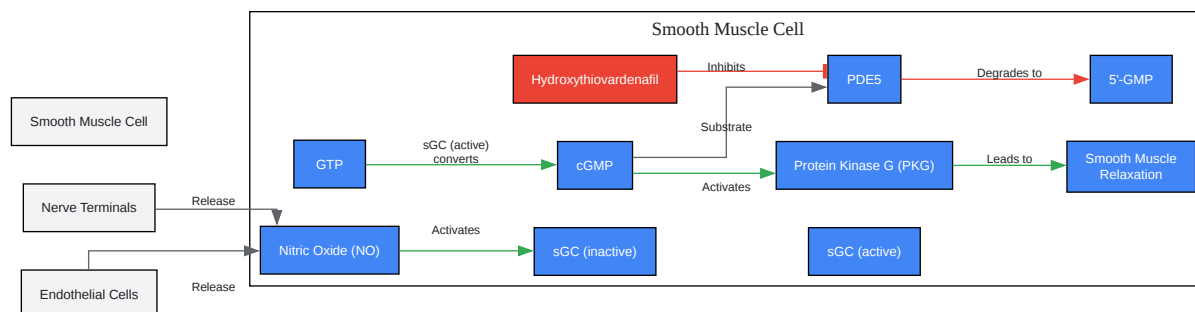 Smooth Muscle Cell
Hydroxythiovardenafil
Inhibits
PDE5
Degrades to
5'-GMP
Smooth Muscle Cell
Substrate
GTP
sGC (active)
converts
cGMP
Activates
Protein Kinase G (PKG)
Leads to
Smooth Muscle
Relaxation
Nerve Terminals
Release
Nitric Oxide (NO)
Activates
sGC (inactive)
sGC (active)
Endothelial Cells
Release